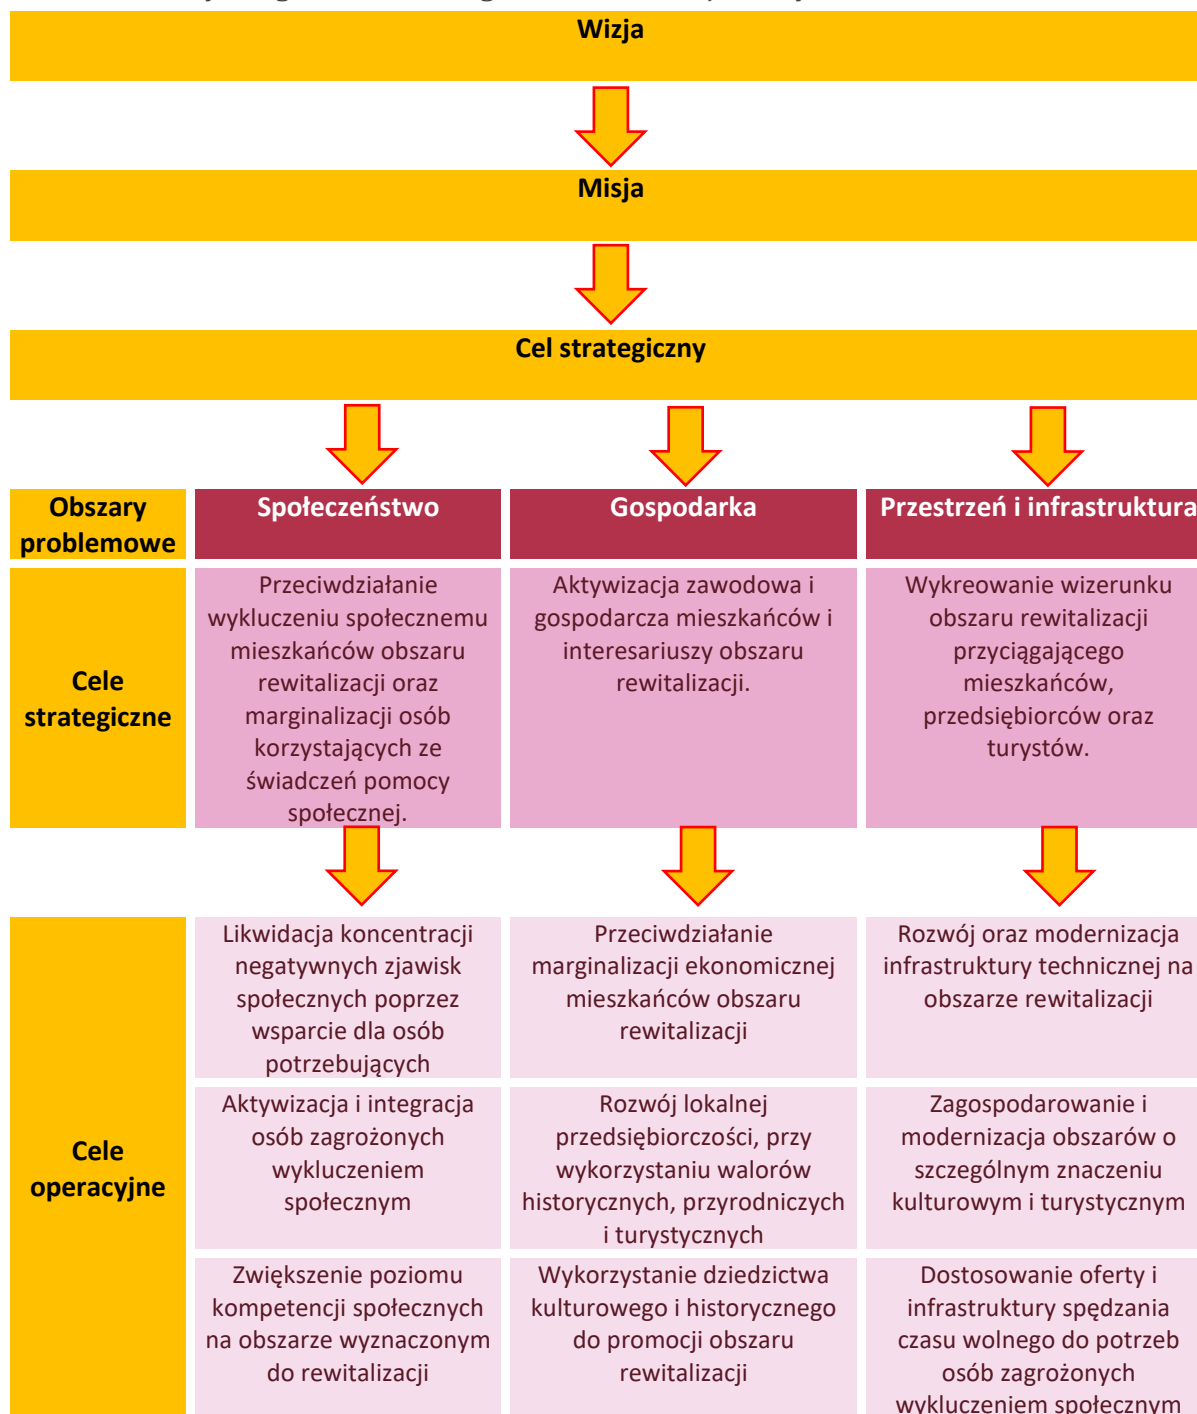 Wizja
Misja
Cel strategiczny
Obszary
problemowe
Społeczeństwo
Gospodarka
Przestrzeń i infrastruktura
Cele
strategiczne
Przeciwdziałanie
wykluczeniu społecznemu
mieszkańców obszaru
rewitalizacji oraz
marginalizacji osób
korzystających ze
świadczeń pomocy
społecznej.
Aktywizacja zawodowa i
gospodarcza mieszkańców i
interesariuszy obszaru
rewitalizacji.
Wykreowanie wizerunku
obszaru rewitalizacji
przyciągającego
mieszkańców,
przedsiębiorców oraz
turystów.
Cele
operacyjne
Likwidacja koncentracji
negatywnych zjawisk
społecznych poprzez
wsparcie dla osób
potrzebujących
Przeciwdziałanie
marginalizacji ekonomicznej
mieszkańców obszaru
rewitalizacji
Rozwój oraz modernizacja
infrastruktury technicznej na
obszarze rewitalizacji
Aktywizacja i integracja
osób zagrożonych
wykluczeniem
społecznym
Rozwój lokalnej
przedsiębiorczości, przy
wykorzystaniu walorów
historycznych, przyrodniczych
i turystycznych
Zagospodarowanie i
modernizacja obszarów o
szczególnym znaczeniu
kulturowym i turystycznym
Zwiększenie poziomu
kompetencji społecznych
na obszarze wyznaczonym
do rewitalizacji
Wykorzystanie dziedzictwa
kulturowego i historycznego
do promocji obszaru
rewitalizacji
Dostosowanie oferty i
infrastruktury spędzania
czasu wolnego do potrzeb
osób zagrożonych
wykluczeniem społecznym